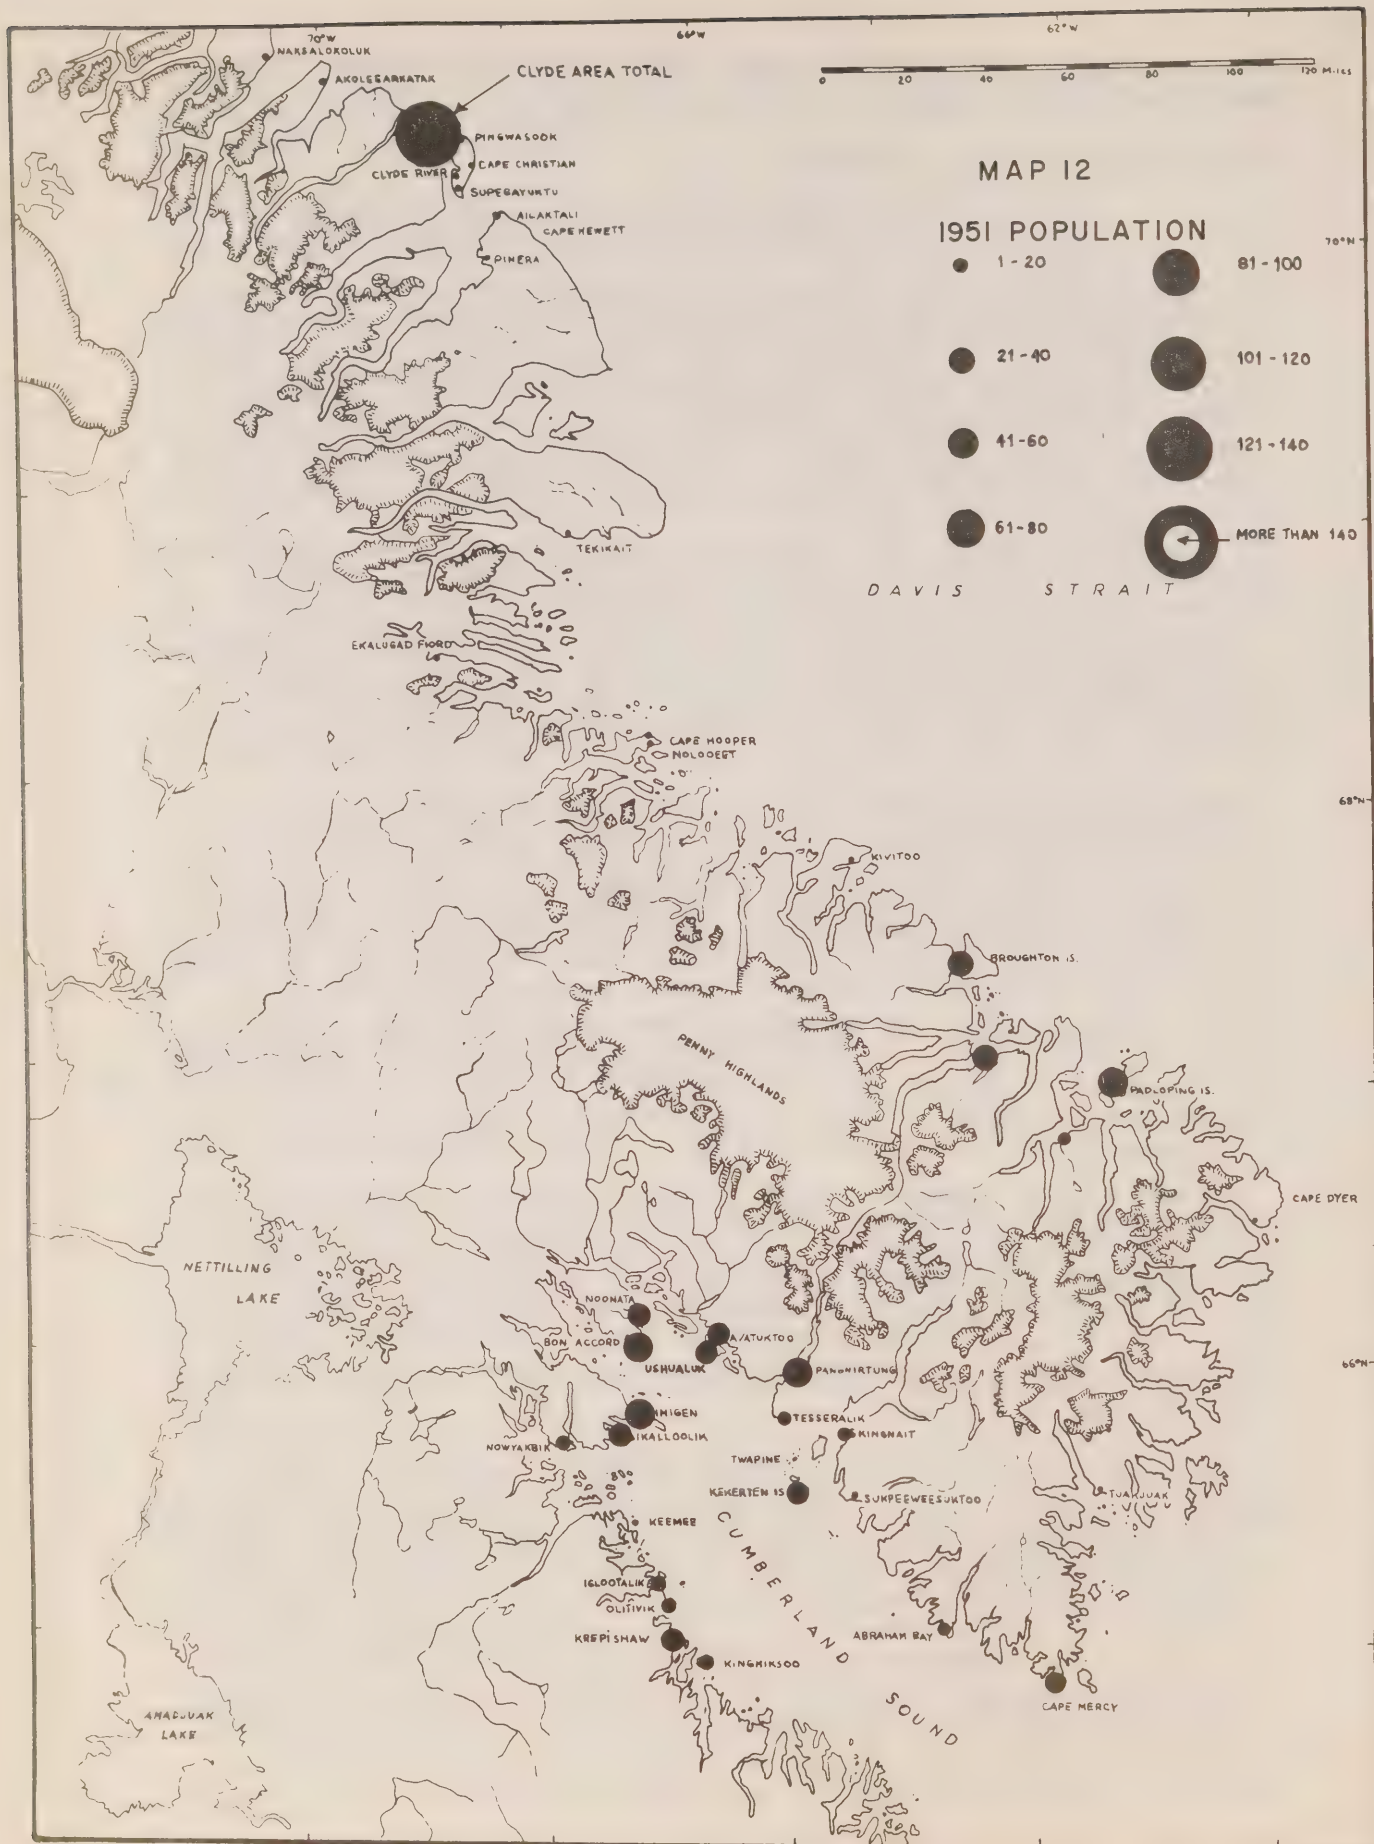 70°W
66°W
62°W
NAKSALOKOLUK
AKOLEEARKATAK
CLYDE AREA TOTAL
0 20 40 60 80 100 120 MILES
PINGWASOOK
CAPE CHRISTIAN
CLYDE RIVER
SUPEGAYUKTU
AILAKTALI
CAPE HEWETT
PINERA
MAP 12
1951 POPULATION
70°N
1 - 20
81 - 100
21 - 40
101 - 120
41 - 60
121 - 140
61 - 80
MORE THAN 140
TEKIKAIT
DAVIS STRAIT
EKALUGAD FIORD
CAPE HOOPER
NOLOOEET
68°N
KIVITOO
BROUGHTON IS.
PENNY HIGHLANDS
PADLOPING IS.
CAPE DYER
NETTILLING
LAKE
NOONATA
BON ACCORD
AVATUKTOO
USHUALUK
PANGNIRTUNG
66°N
IMIGEN
IKALLOOLIK
TESSERALIK
KINGNAIT
NOWYAKBIK
TWAPINE
KEKERTEN IS
SUKPEEWEESUKTOO
TUAKJUAK
KEEMEE
CUMBERLAND
SOUND
IGLOOTALIK
OLITIVIK
KREPISHAW
KINGMIKSOO
ABRAHAM BAY
CAPE MERCY
AMADJUAK
LAKE